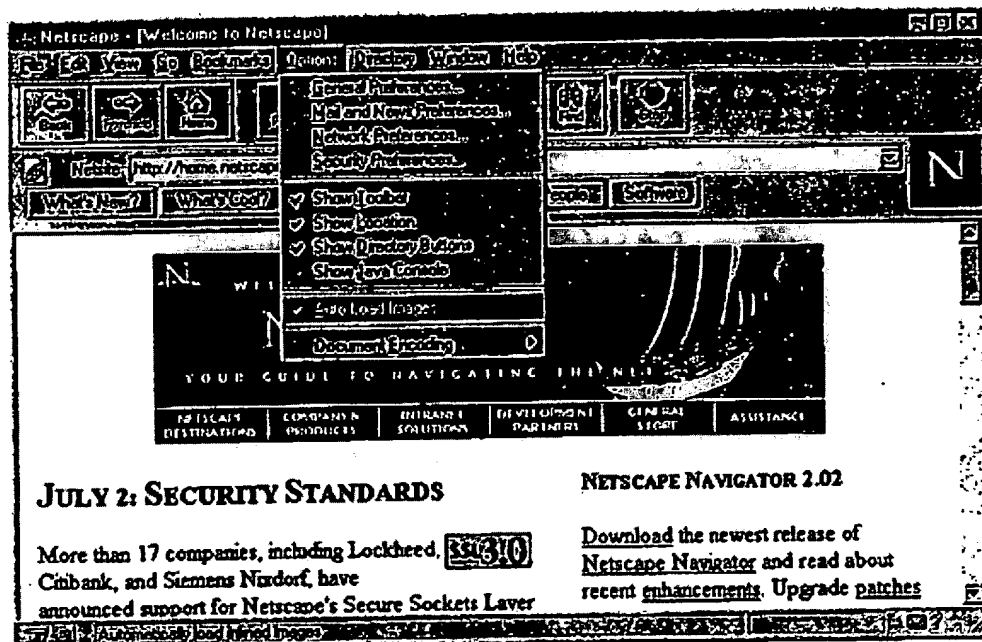 Netscape - [Welcome to Netscape]
File Edit View Go Bookmarks Options Directory Window Help
General Preferences...
Mail and News Preferences...
Network Preferences...
Security Preferences...
Back Forward Home Find Stop
Netsite: http://home.netscap
N
What's New? What's Cool? Software
Show Toolbar
Show Location
Show Directory Buttons
Show Java Console
Auto Load Images
Document Encoding
N
YOUR GUIDE TO NAVIGATING THE NET
NETSCAPE DESTINATIONS
COMPANY & PRODUCTS
INTRANET SOLUTIONS
DEVELOPMENT PARTNERS
GENERAL STORE
ASSISTANCE
JULY 2: SECURITY STANDARDS
More than 17 companies, including Lockheed, SSL 3.0
Citibank, and Siemens Nixdorf, have
announced support for Netscape's Secure Sockets Layer
NETSCAPE NAVIGATOR 2.02
Download the newest release of
Netscape Navigator and read about
recent enhancements. Upgrade patches
Automatically load inlined images